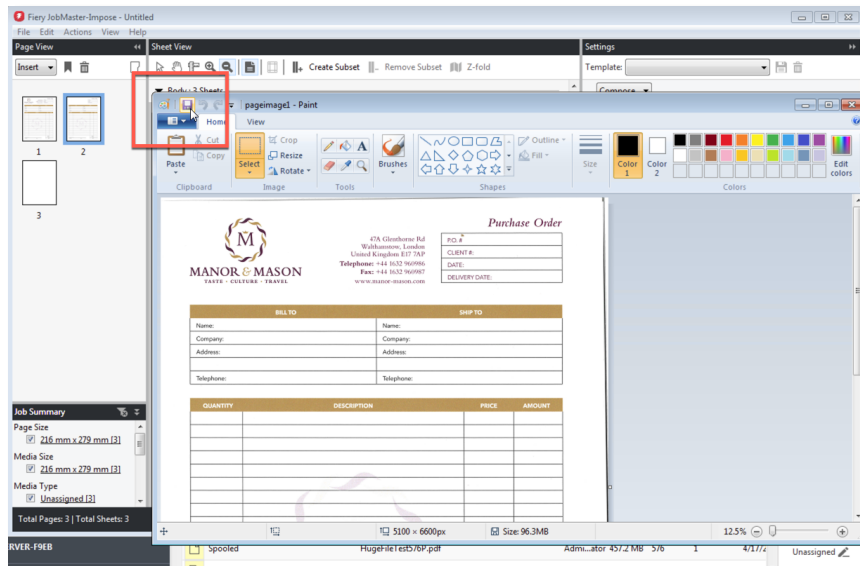 Fiery JobMaster-Impose - Untitled
File Edit Actions View Help
Page View
Sheet View
Settings
Insert
Create Subset
Remove Subset
Z-fold
Template:
Body: 3 Sheets
Compose
1 2
3
pageimage1 - Paint
Home View
Paste
Cut
Copy
Clipboard
Select
Crop
Resize
Rotate
Image
Tools
Brushes
Outline
Fill
Shapes
Size
Color 1
Color 2
Edit colors
Colors
MANOR & MASON
TASTE · CULTURE · TRAVEL
47A Glenthorne Rd
Walthamstow, London
United Kingdom E17 7AP
Telephone: +44 1632 960986
Fax: +44 1632 960987
www.manor-mason.com
Purchase Order
P.O. #
CLIENT #:
DATE:
DELIVERY DATE:
BILL TO SHIP TO
Name: Name:
Company: Company:
Address: Address:
Telephone: Telephone:
QUANTITY DESCRIPTION PRICE AMOUNT
Job Summary
Page Size
216 mm x 279 mm [3]
Media Size
216 mm x 279 mm [3]
Media Type
Unassigned [3]
Total Pages: 3 | Total Sheets: 3
5100 × 6600px
Size: 96.3MB
12.5%
RVER-F9EB
Spooled HugeFileTest576P.pdf Admi...ator 457.2 MB 576 1 4/17/2
Unassigned